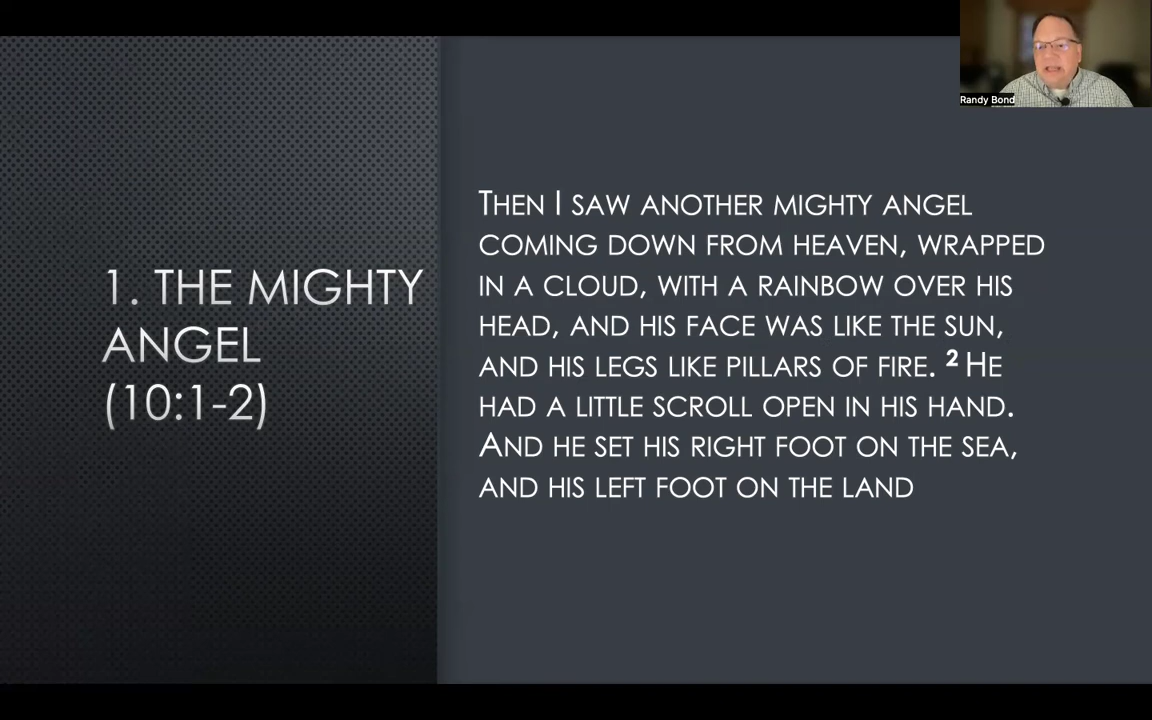 1. THE MIGHTY
ANGEL
(10:1-2)
THEN I SAW ANOTHER MIGHTY ANGEL
COMING DOWN FROM HEAVEN, WRAPPED
IN A CLOUD, WITH A RAINBOW OVER HIS
HEAD, AND HIS FACE WAS LIKE THE SUN,
AND HIS LEGS LIKE PILLARS OF FIRE. ² HE
HAD A LITTLE SCROLL OPEN IN HIS HAND.
AND HE SET HIS RIGHT FOOT ON THE SEA,
AND HIS LEFT FOOT ON THE LAND
Randy Bond